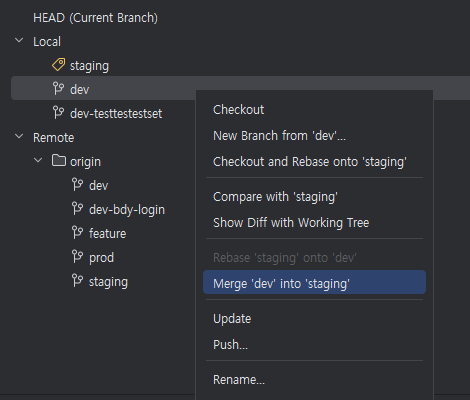 HEAD (Current Branch)
Local
staging
dev
dev-testtestestset
Remote
origin
dev
dev-bdy-login
feature
prod
staging
Checkout
New Branch from 'dev'...
Checkout and Rebase onto 'staging'
Compare with 'staging'
Show Diff with Working Tree
Rebase 'staging' onto 'dev'
Merge 'dev' into 'staging'
Update
Push...
Rename...